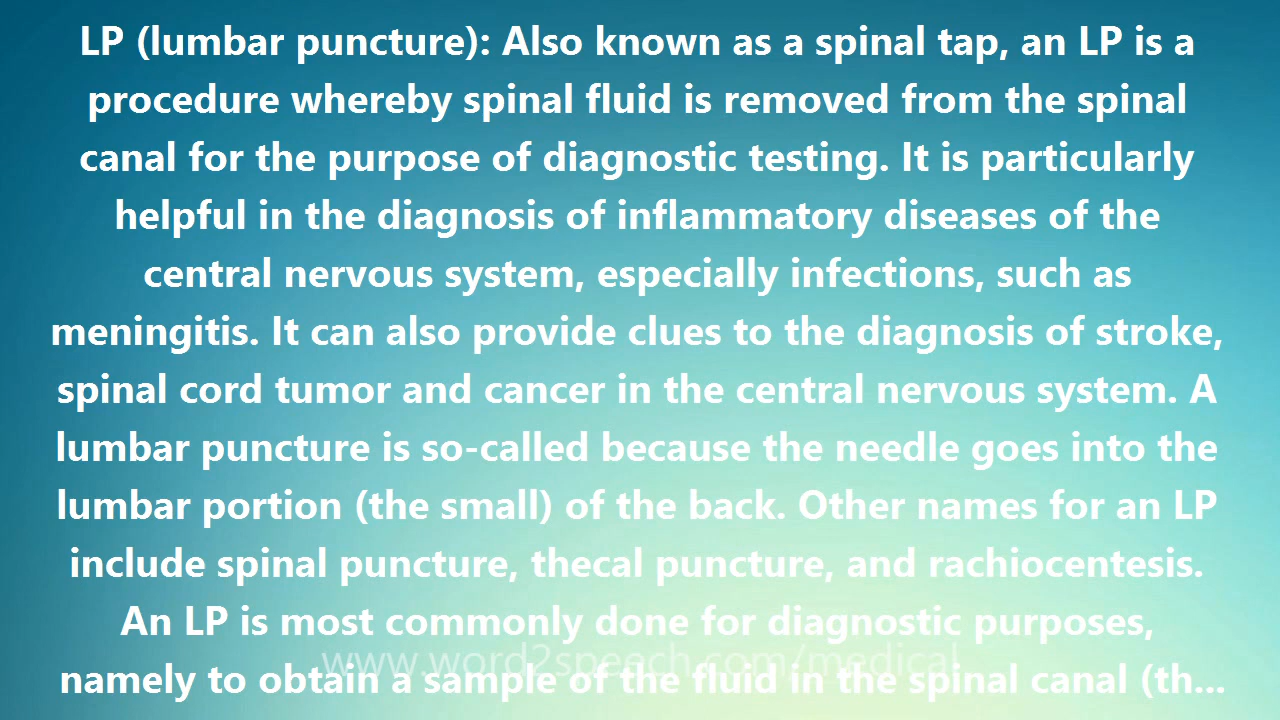 LP (lumbar puncture): Also known as a spinal tap, an LP is a
procedure whereby spinal fluid is removed from the spinal
canal for the purpose of diagnostic testing. It is particularly
helpful in the diagnosis of inflammatory diseases of the
central nervous system, especially infections, such as
meningitis. It can also provide clues to the diagnosis of stroke,
spinal cord tumor and cancer in the central nervous system. A
lumbar puncture is so-called because the needle goes into the
lumbar portion (the small) of the back. Other names for an LP
include spinal puncture, thecal puncture, and rachiocentesis.
An LP is most commonly done for diagnostic purposes,
www.word2speech.com/medical
namely to obtain a sample of the fluid in the spinal canal (th...